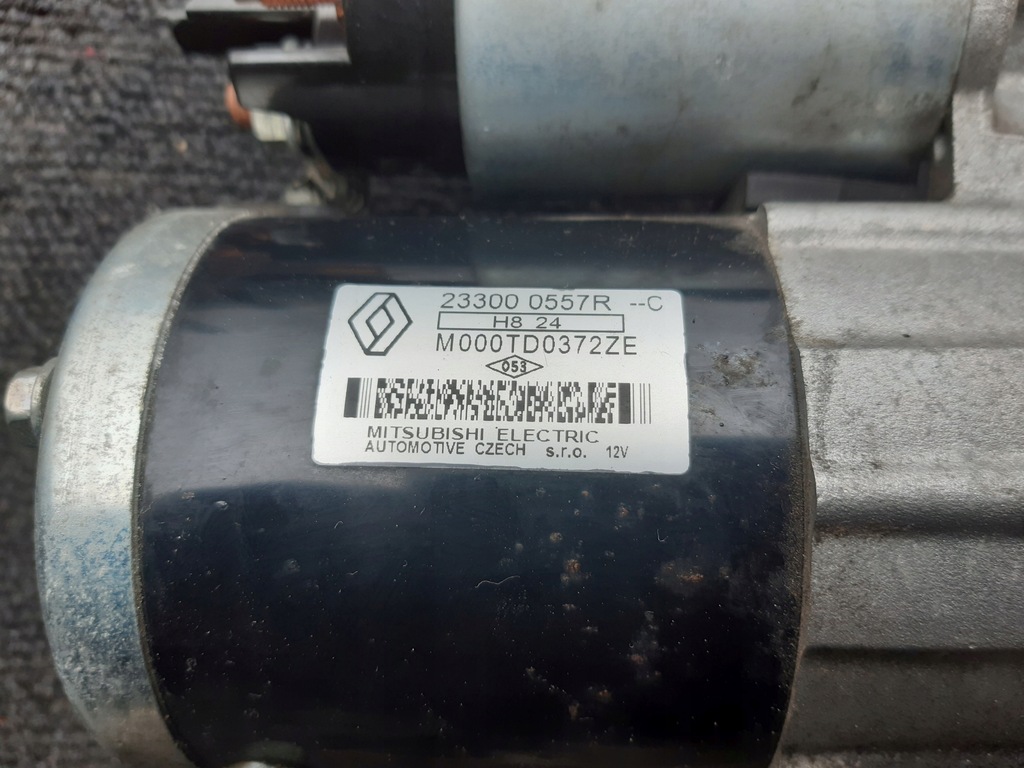 23300 0557R --C
H8 24
M000TD0372ZE
053
MITSUBISHI ELECTRIC
AUTOMOTIVE CZECH s.r.o. 12V